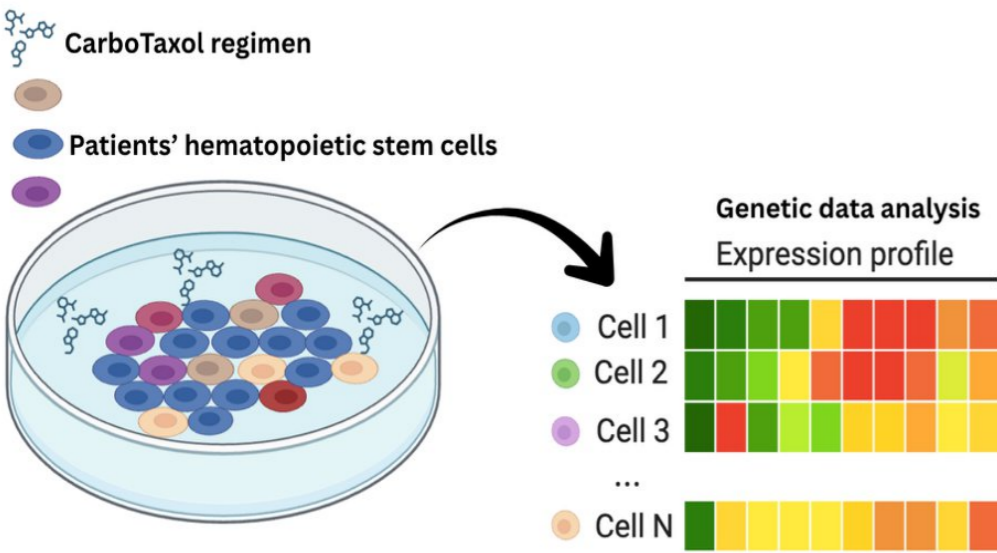 CarboTaxol regimen
Patients' hematopoietic stem cells
Genetic data analysis
Expression profile
Cell 1
Cell 2
Cell 3
...
Cell N